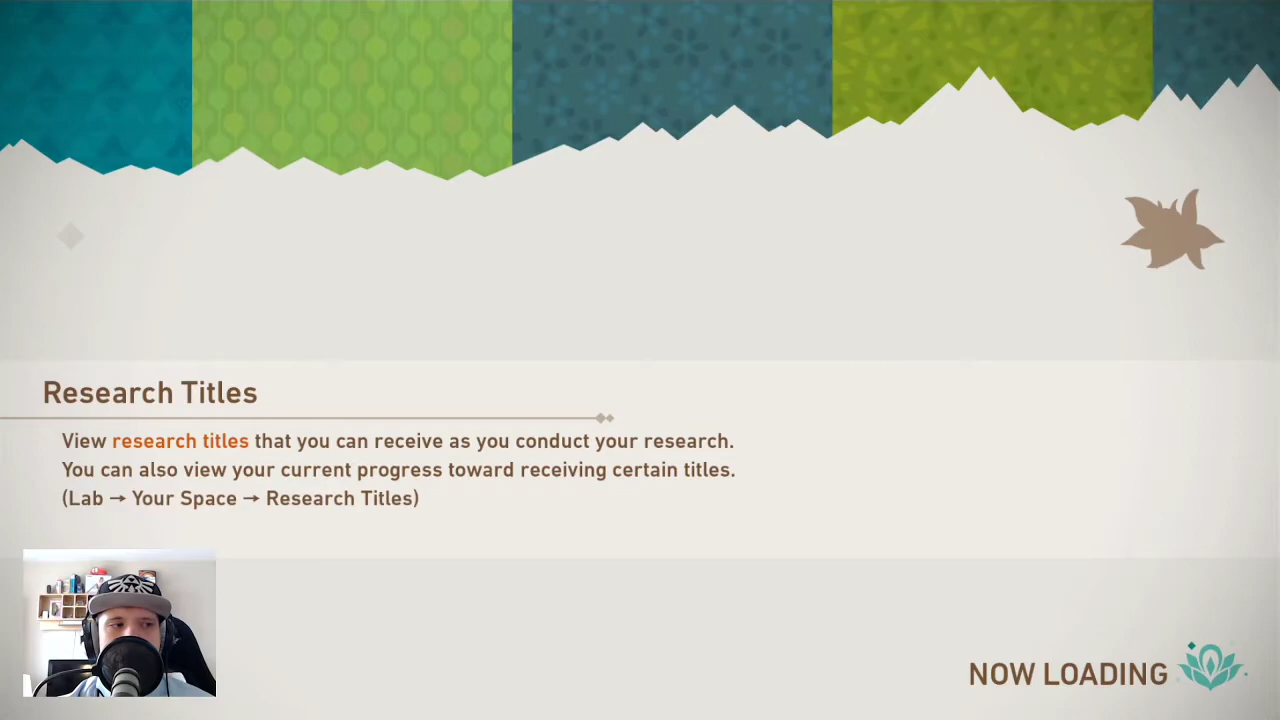 Research Titles
View research titles that you can receive as you conduct your research.
You can also view your current progress toward receiving certain titles.
(Lab → Your Space → Research Titles)
NOW LOADING